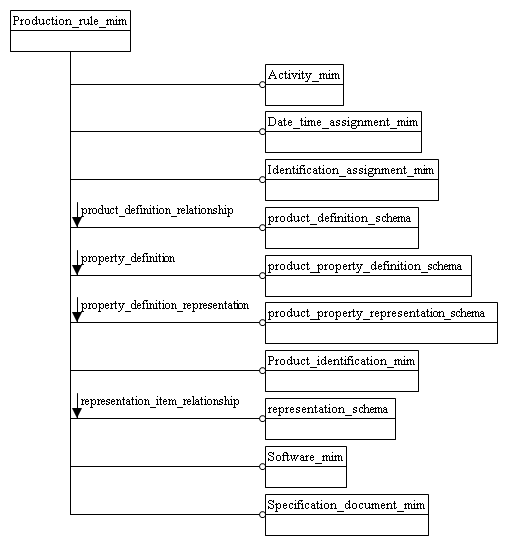 Production_rule_mim
Activity_mim
Date_time_assignment_mim
Identification_assignment_mim
product_definition_relationship
product_definition_schema
property_definition
product_property_definition_schema
property_definition_representation
product_property_representation_schema
Product_identification_mim
representation_item_relationship
representation_schema
Software_mim
Specification_document_mim